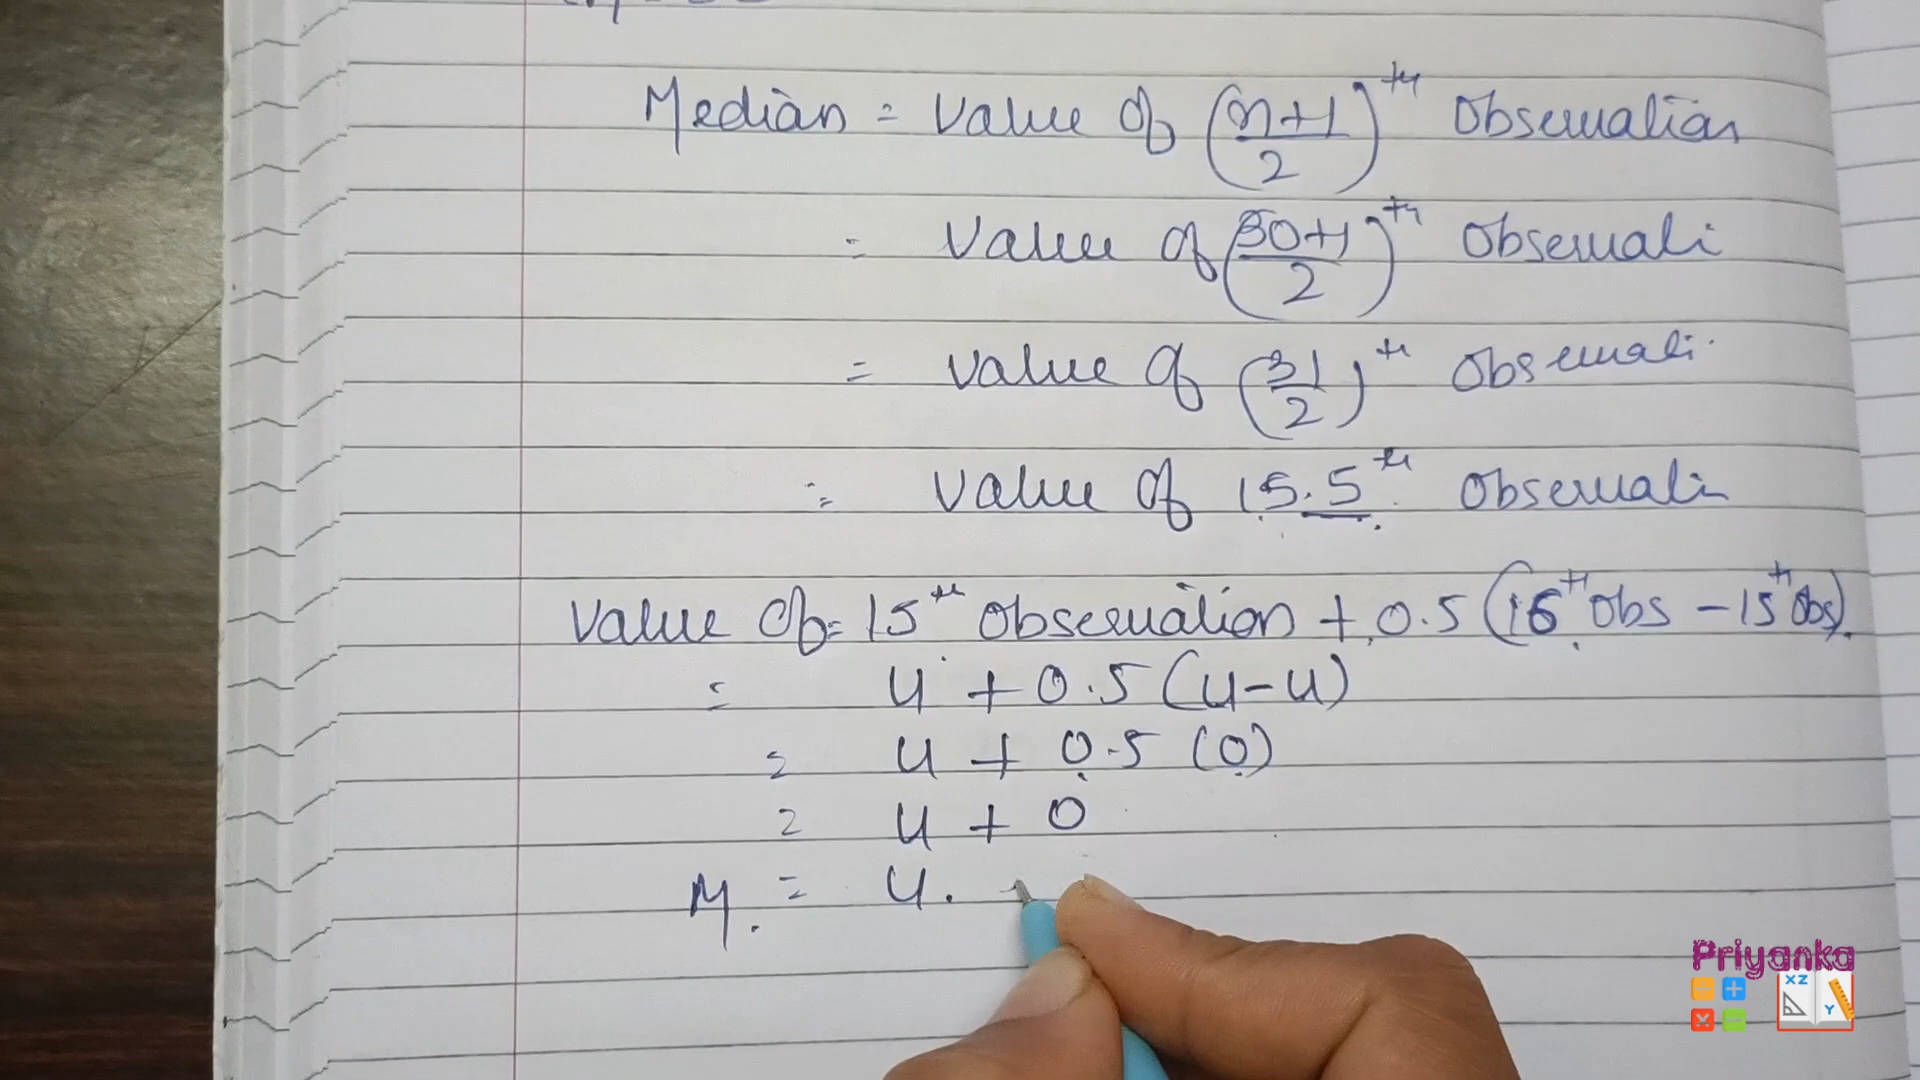 Median = Value of (n+1/2)th Observation
= Value of (30+1/2)th Observati
= Value of (31/2)th Observati.
= Value of 15.5th Observati
Value of = 15th Observation + 0.5 (16th Obs - 15th Obs).
= 4 + 0.5 (4-4)
= 4 + 0.5 (0)
= 4 + 0
M. = 4.
Priyanka
XZ
Y